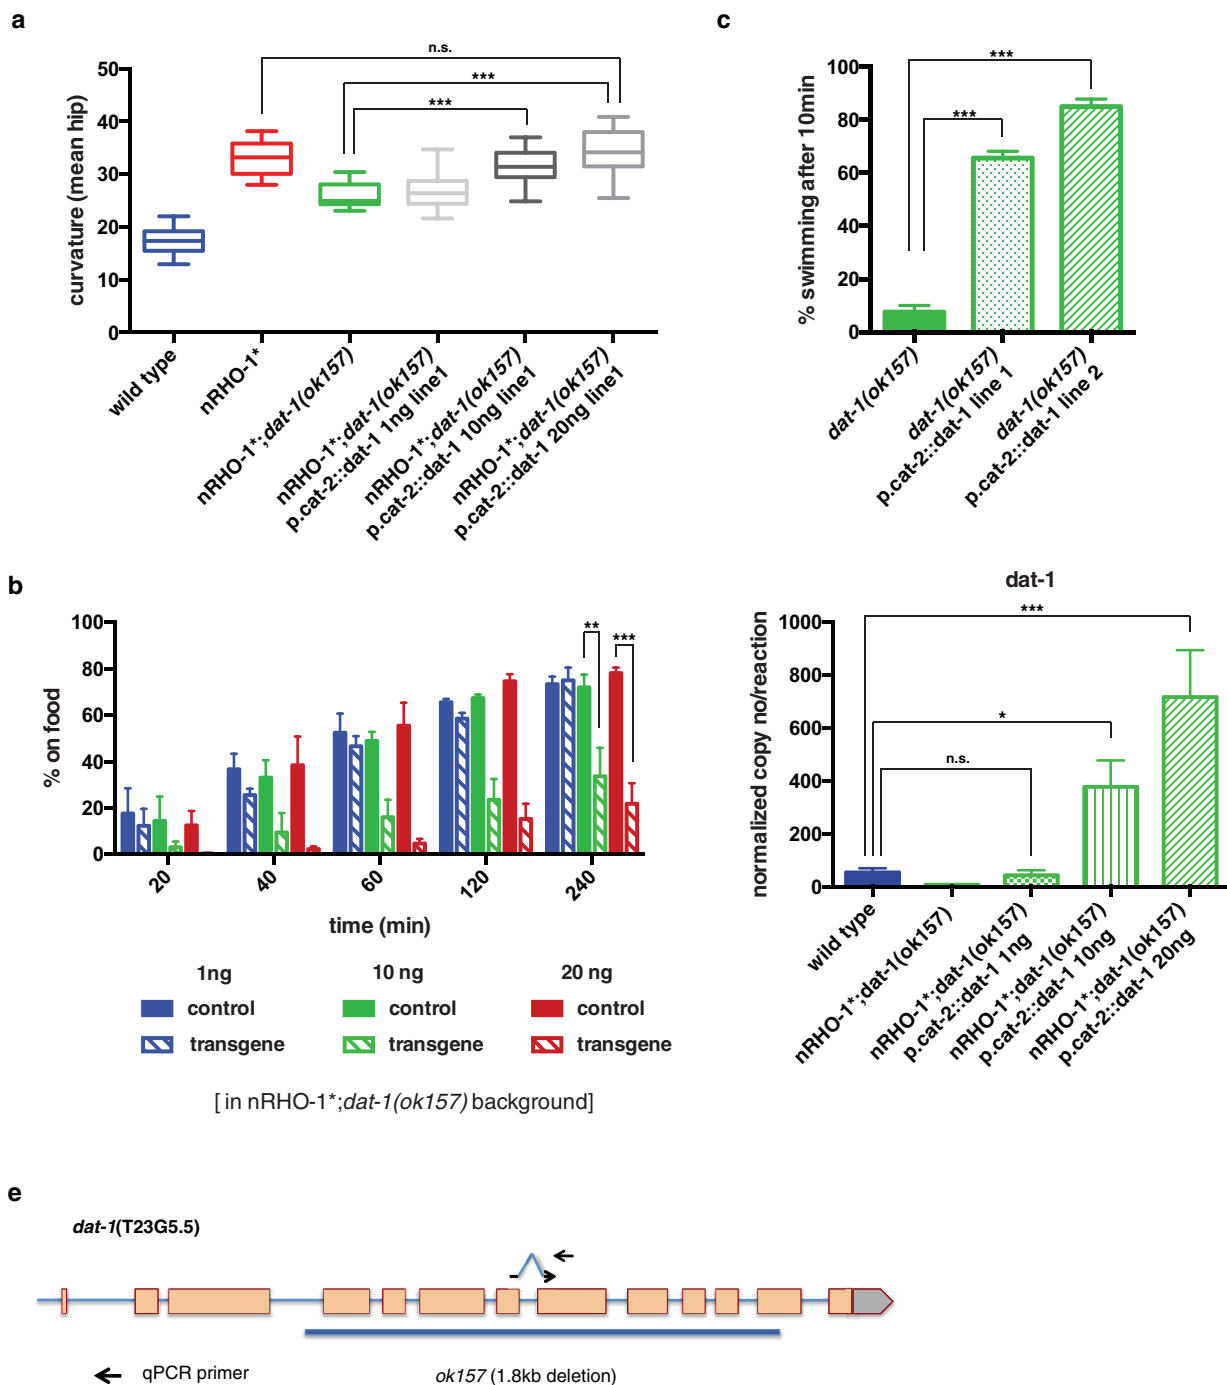 a
n.s.
***
***
curvature (mean hip)
50
40
30
20
10
0
wild type
nRHO-1*
nRHO-1*;dat-1(ok157)
nRHO-1*;dat-1(ok157)
p.cat-2::dat-1 1ng line1
nRHO-1*;dat-1(ok157)
p.cat-2::dat-1 10ng line1
nRHO-1*;dat-1(ok157)
p.cat-2::dat-1 20ng line1
c
***
***
% swimming after 10min
100
80
60
40
20
0
dat-1(ok157)
dat-1(ok157)
p.cat-2::dat-1 line 1
dat-1(ok157)
p.cat-2::dat-1 line 2
b
**
***
% on food
100
80
60
40
20
0
20
40
60
120
240
time (min)
1ng
10 ng
20 ng
control
control
control
transgene
transgene
transgene
[ in nRHO-1*;dat-1(ok157) background]
dat-1
***
*
n.s.
normalized copy no/reaction
1000
800
600
400
200
0
wild type
nRHO-1*;dat-1(ok157)
nRHO-1*;dat-1(ok157)
p.cat-2::dat-1 1ng
nRHO-1*;dat-1(ok157)
p.cat-2::dat-1 10ng
nRHO-1*;dat-1(ok157)
p.cat-2::dat-1 20ng
e
dat-1(T23G5.5)
qPCR primer
ok157 (1.8kb deletion)